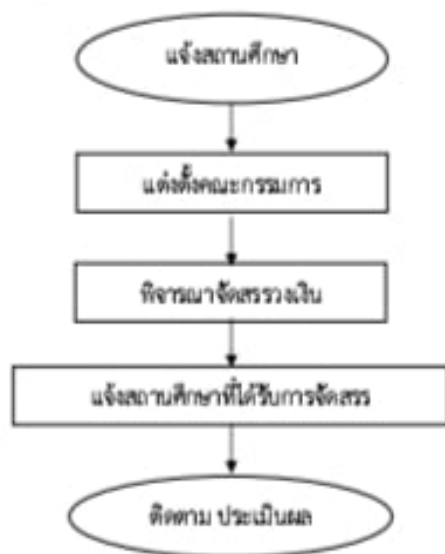 แจ้งสถานศึกษา
แต่งตั้งคณะกรรมการ
พิจารณาจัดสรรวงเงิน
แจ้งสถานศึกษาที่ได้รับการจัดสรร
ติดตาม ประเมินผล